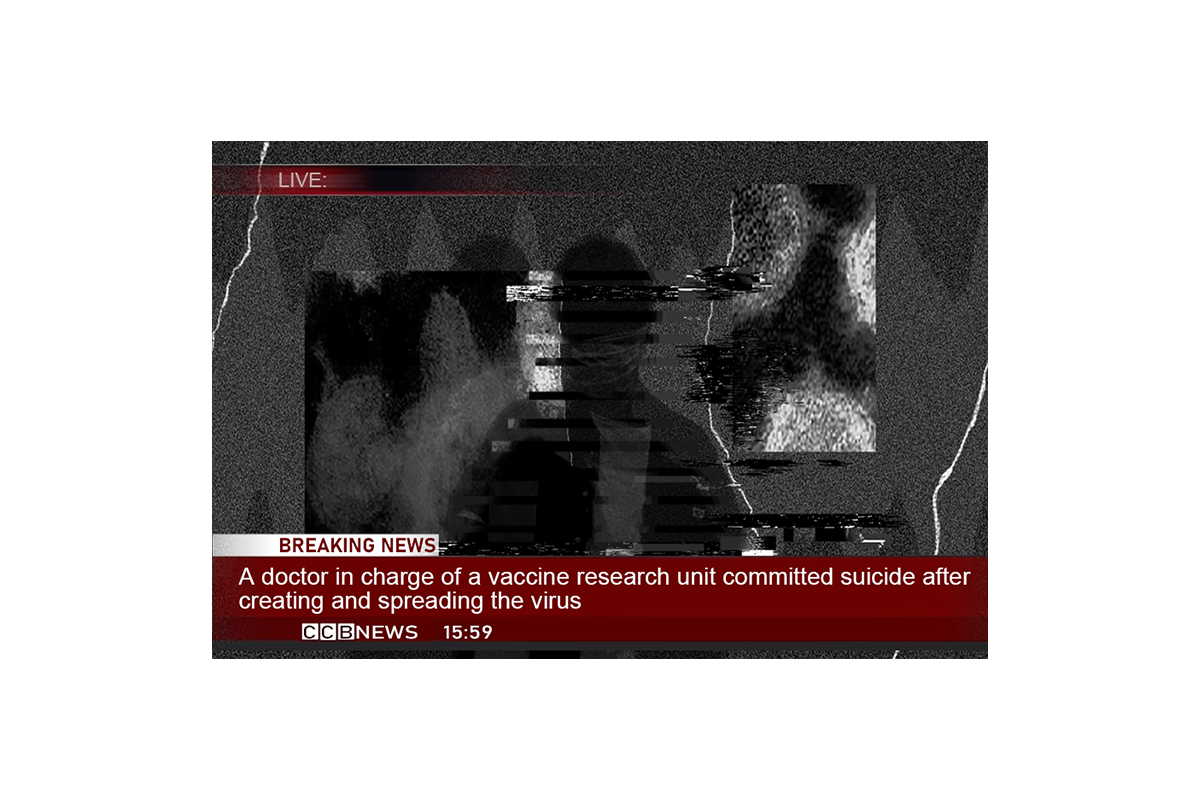 LIVE:
BREAKING NEWS
A doctor in charge of a vaccine research unit committed suicide after
creating and spreading the virus
CCBNEWS 15:59